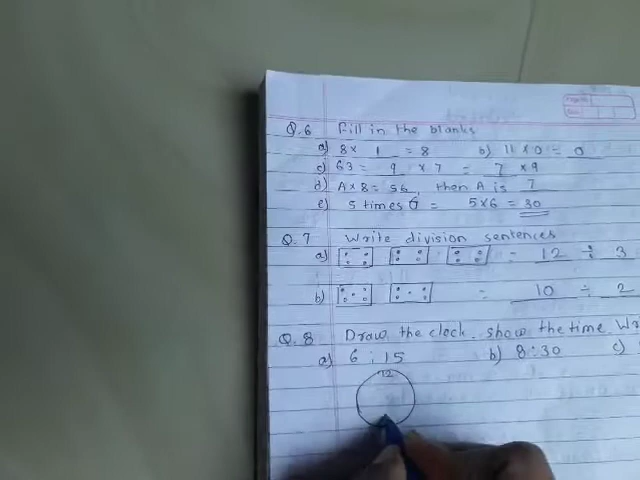 Q.6 Fill in the blanks
a) 8 × 1 = 8 b) 11 × 0 = 0
c) 63 = 9 × 7 = 7 × 9
d) A × 8 = 56, then A is 7
e) 5 times 6 = 5 × 6 = 30
Q.7 Write division sentences
a) = 12 ÷ 3
b) = 10 ÷ 2
Q.8 Draw the clock. show the time.
a) 6 : 15 b) 8 : 30 c)
12